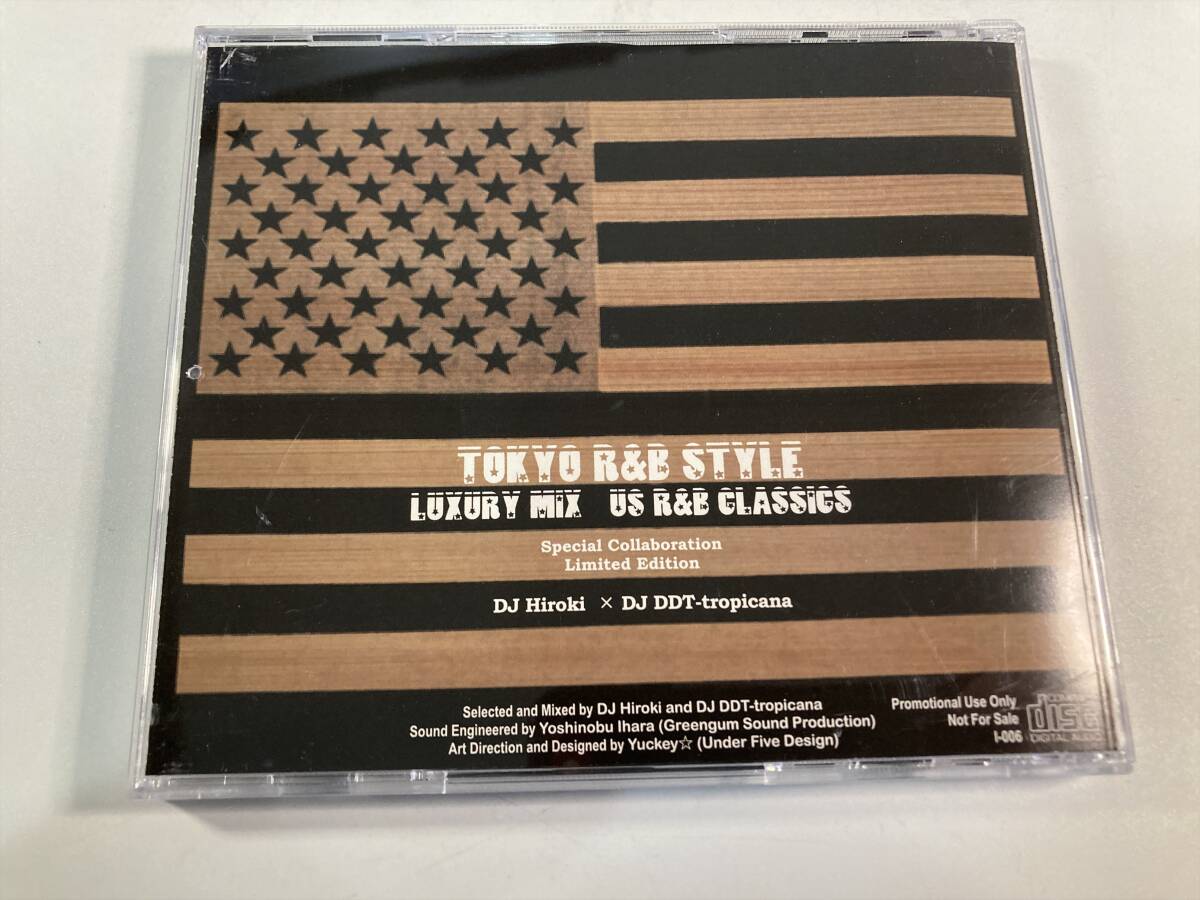 TOKYO R&B STYLE
LUXURY MIX US R&B CLASSICS
Special Collaboration
Limited Edition
DJ Hiroki × DJ DDT-tropicana
Selected and Mixed by DJ Hiroki and DJ DDT-tropicana
Sound Engineered by Yoshinobu Ihara (Greengum Sound Production)
Art Direction and Designed by Yuckey☆ (Under Five Design)
Promotional Use Only
Not For Sale
I-006
COMPACT
disc
DIGITAL AUDIO